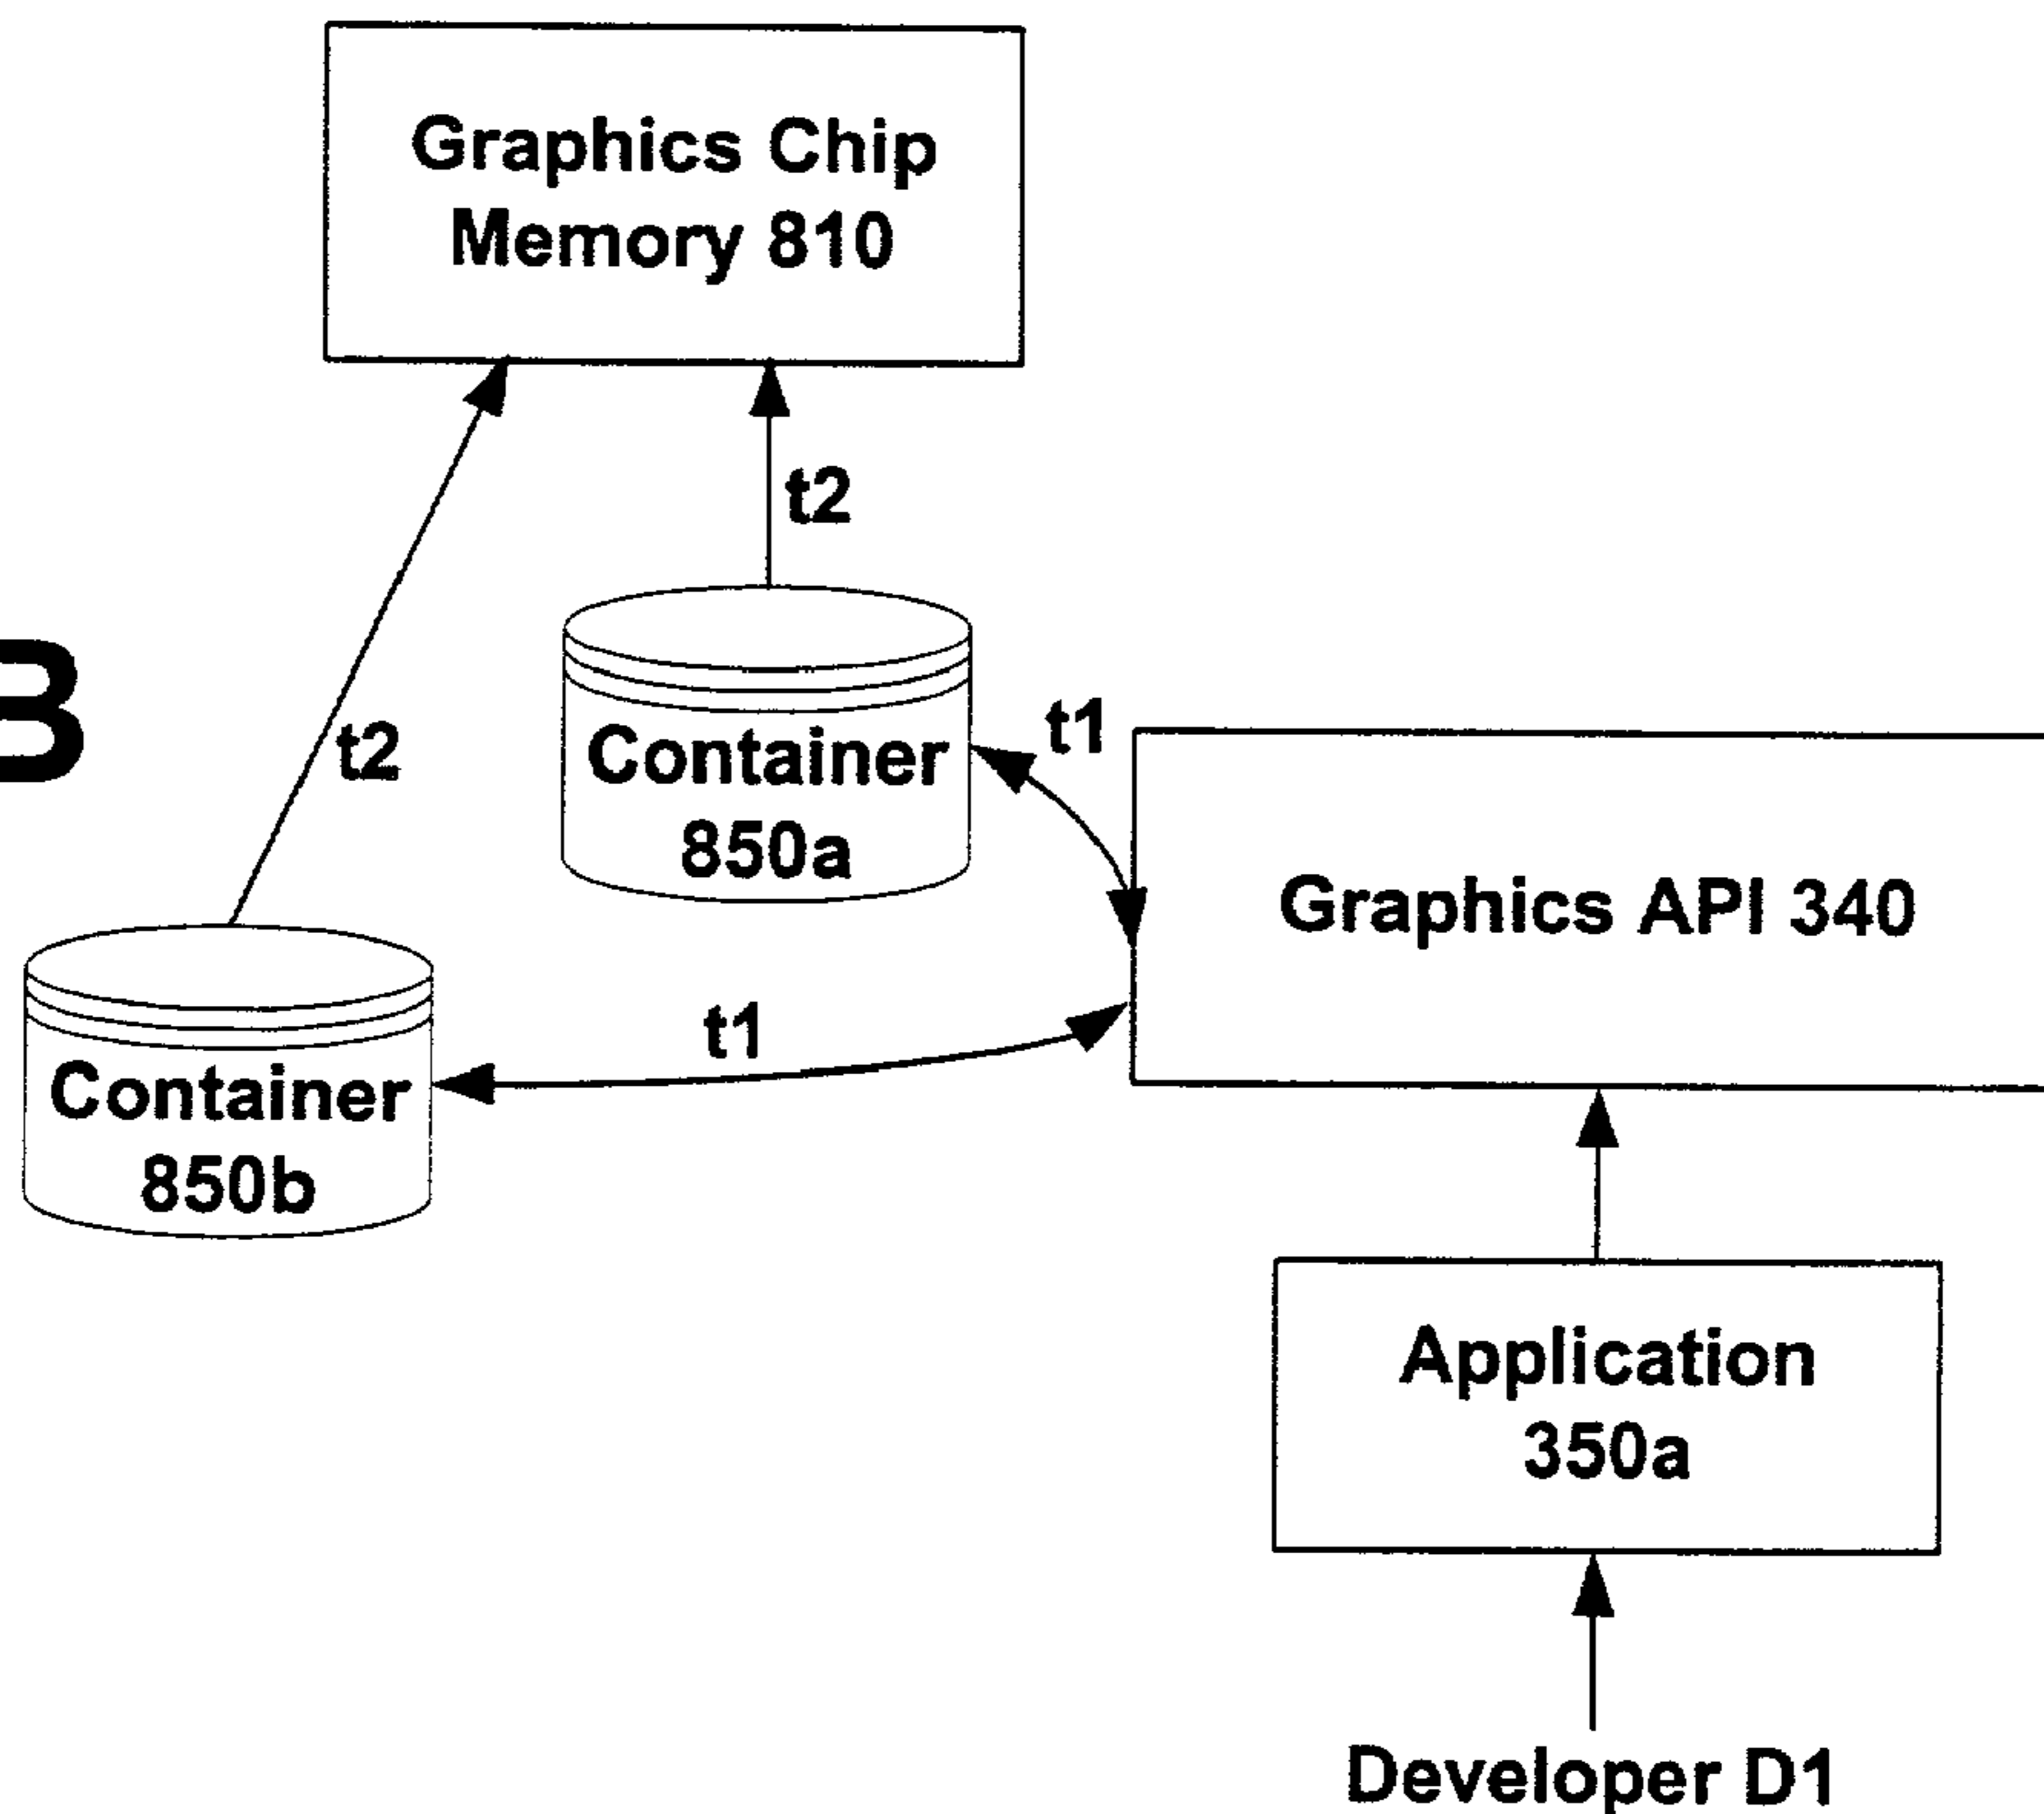 Graphics Chip
Memory 810
t2
B
t2
Container
850a
t1
Graphics API 340
t1
Container
850b
Application
350a
Developer D1